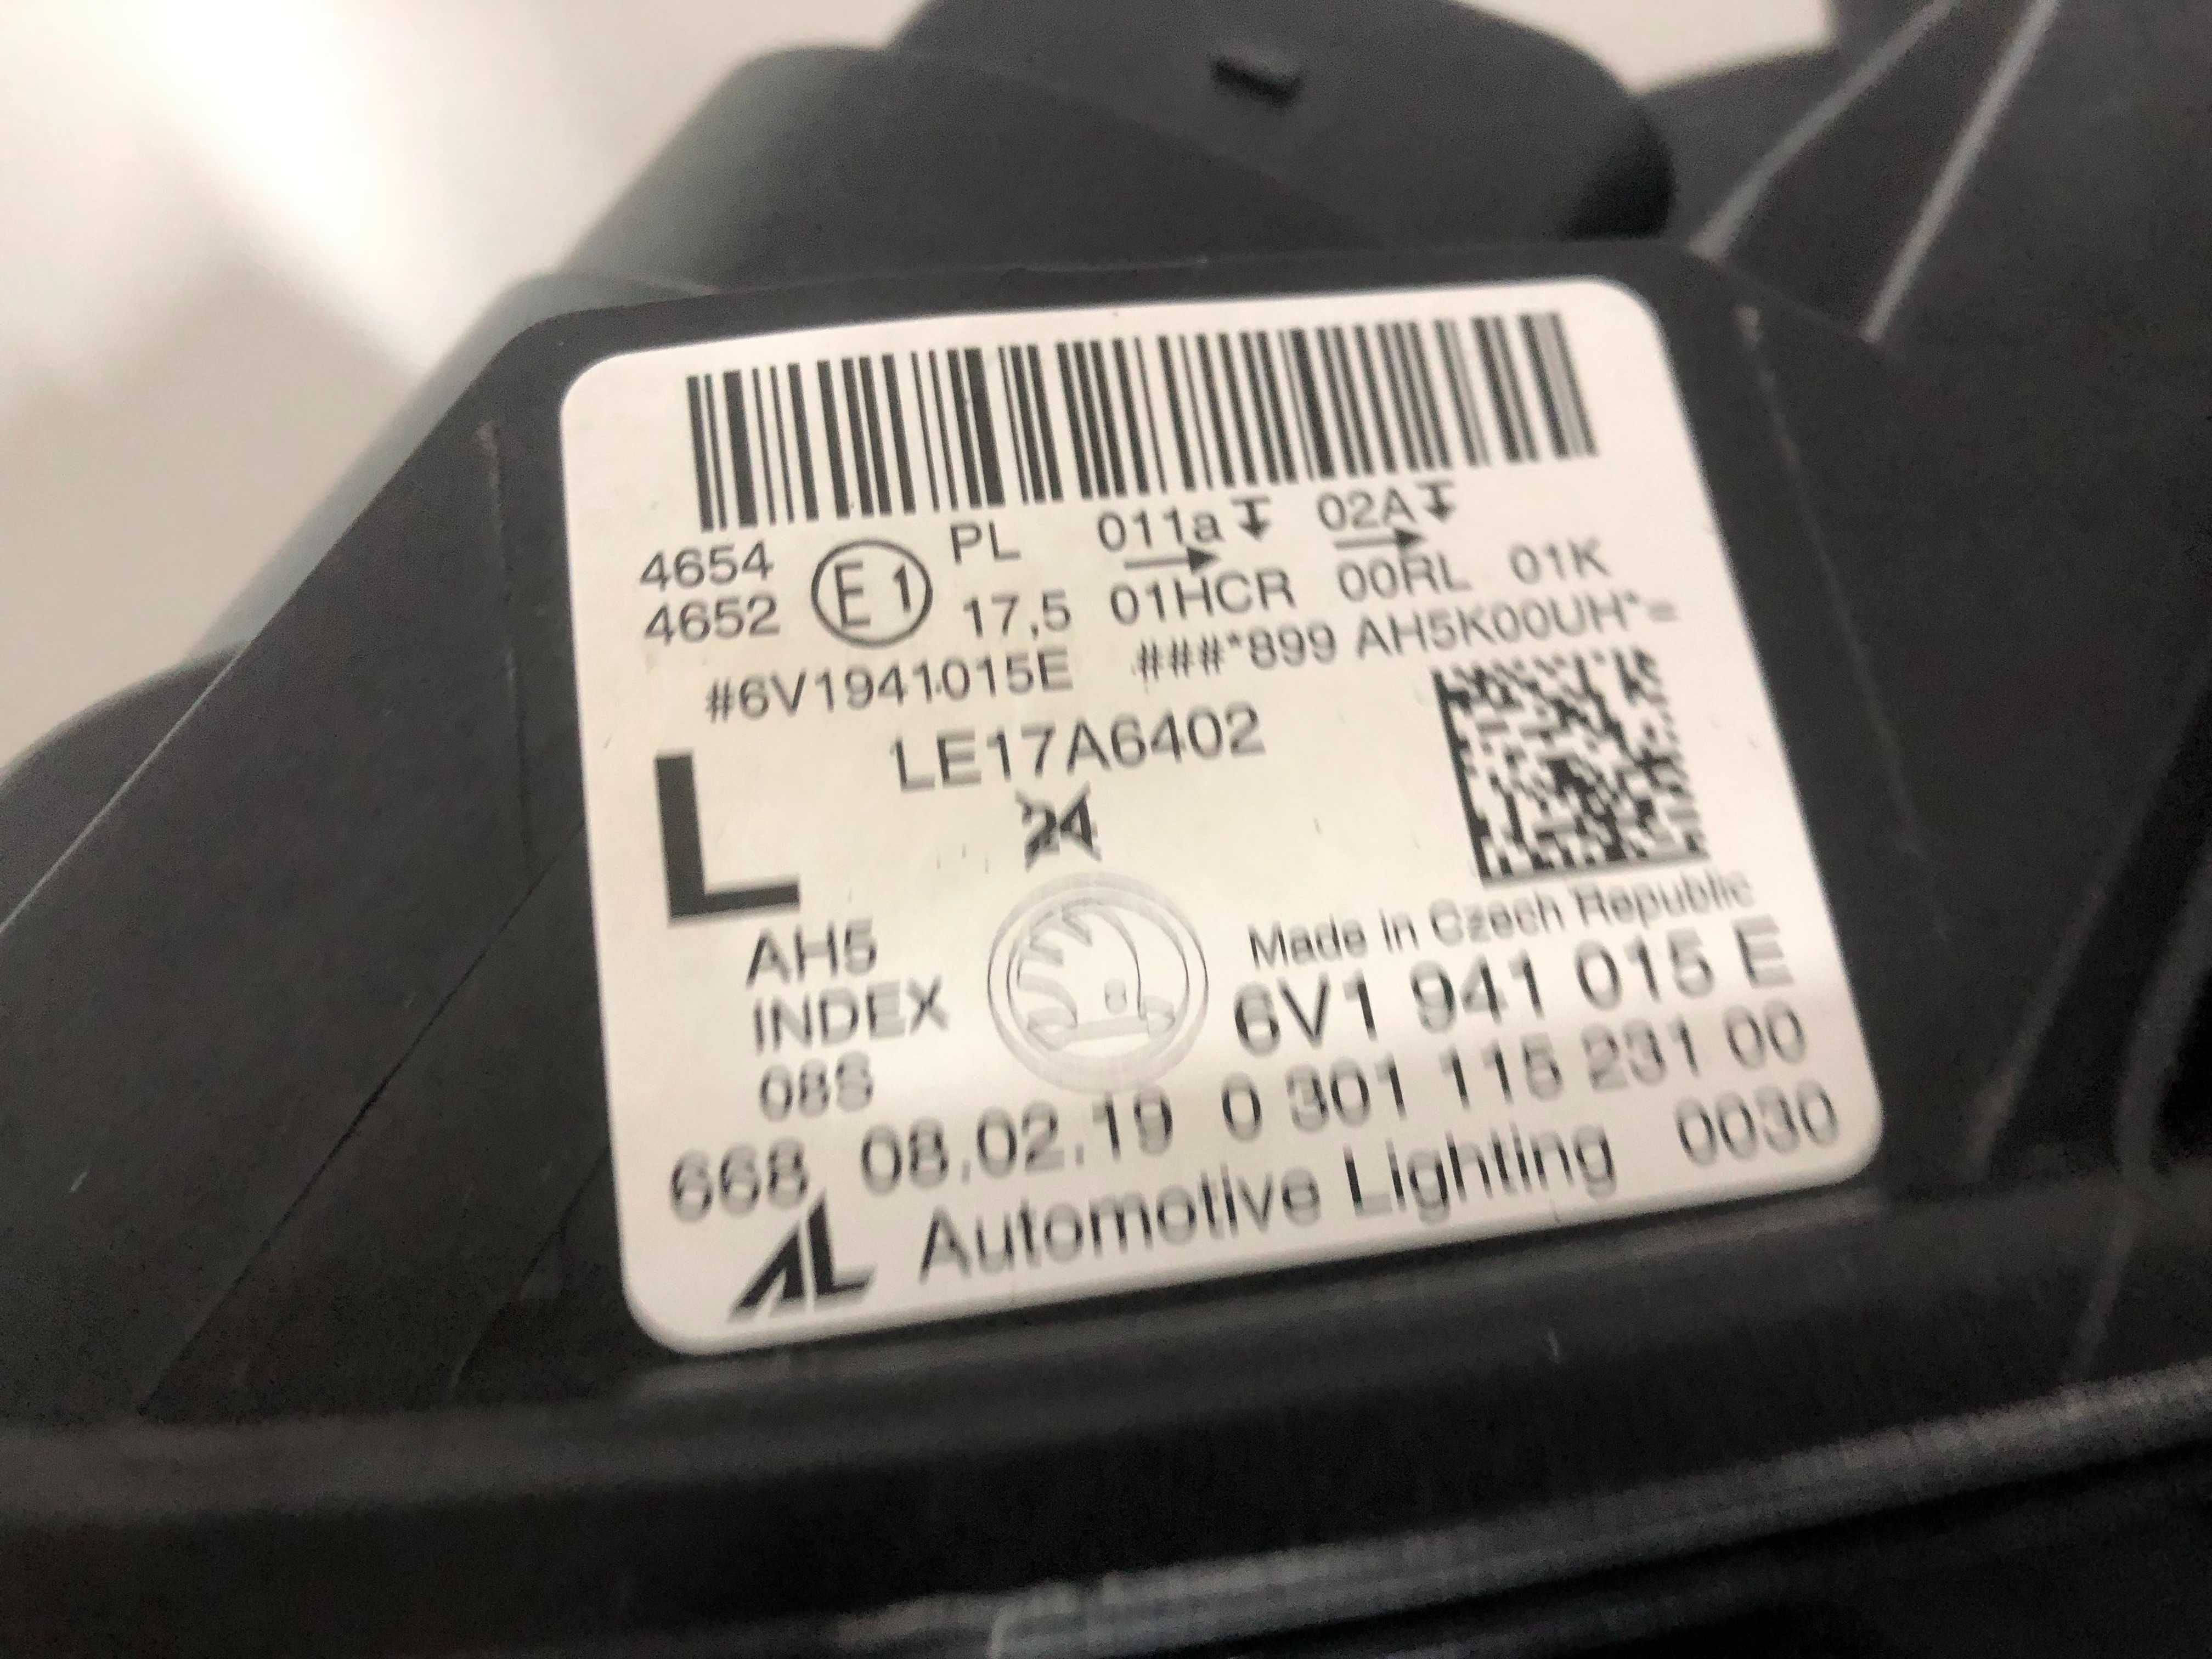 4654 E1 PL 011a 02A
4652 17,5 01HCR 00RL 01K
#6V1941015E ###*899 AH5K00UH*=
LE17A6402
L
24
AH5
INDEX
08S
Made in Czech Republic
6V1 941 015 E
668 08.02.19 0 301 115 231 00
AL Automotive Lighting 0030